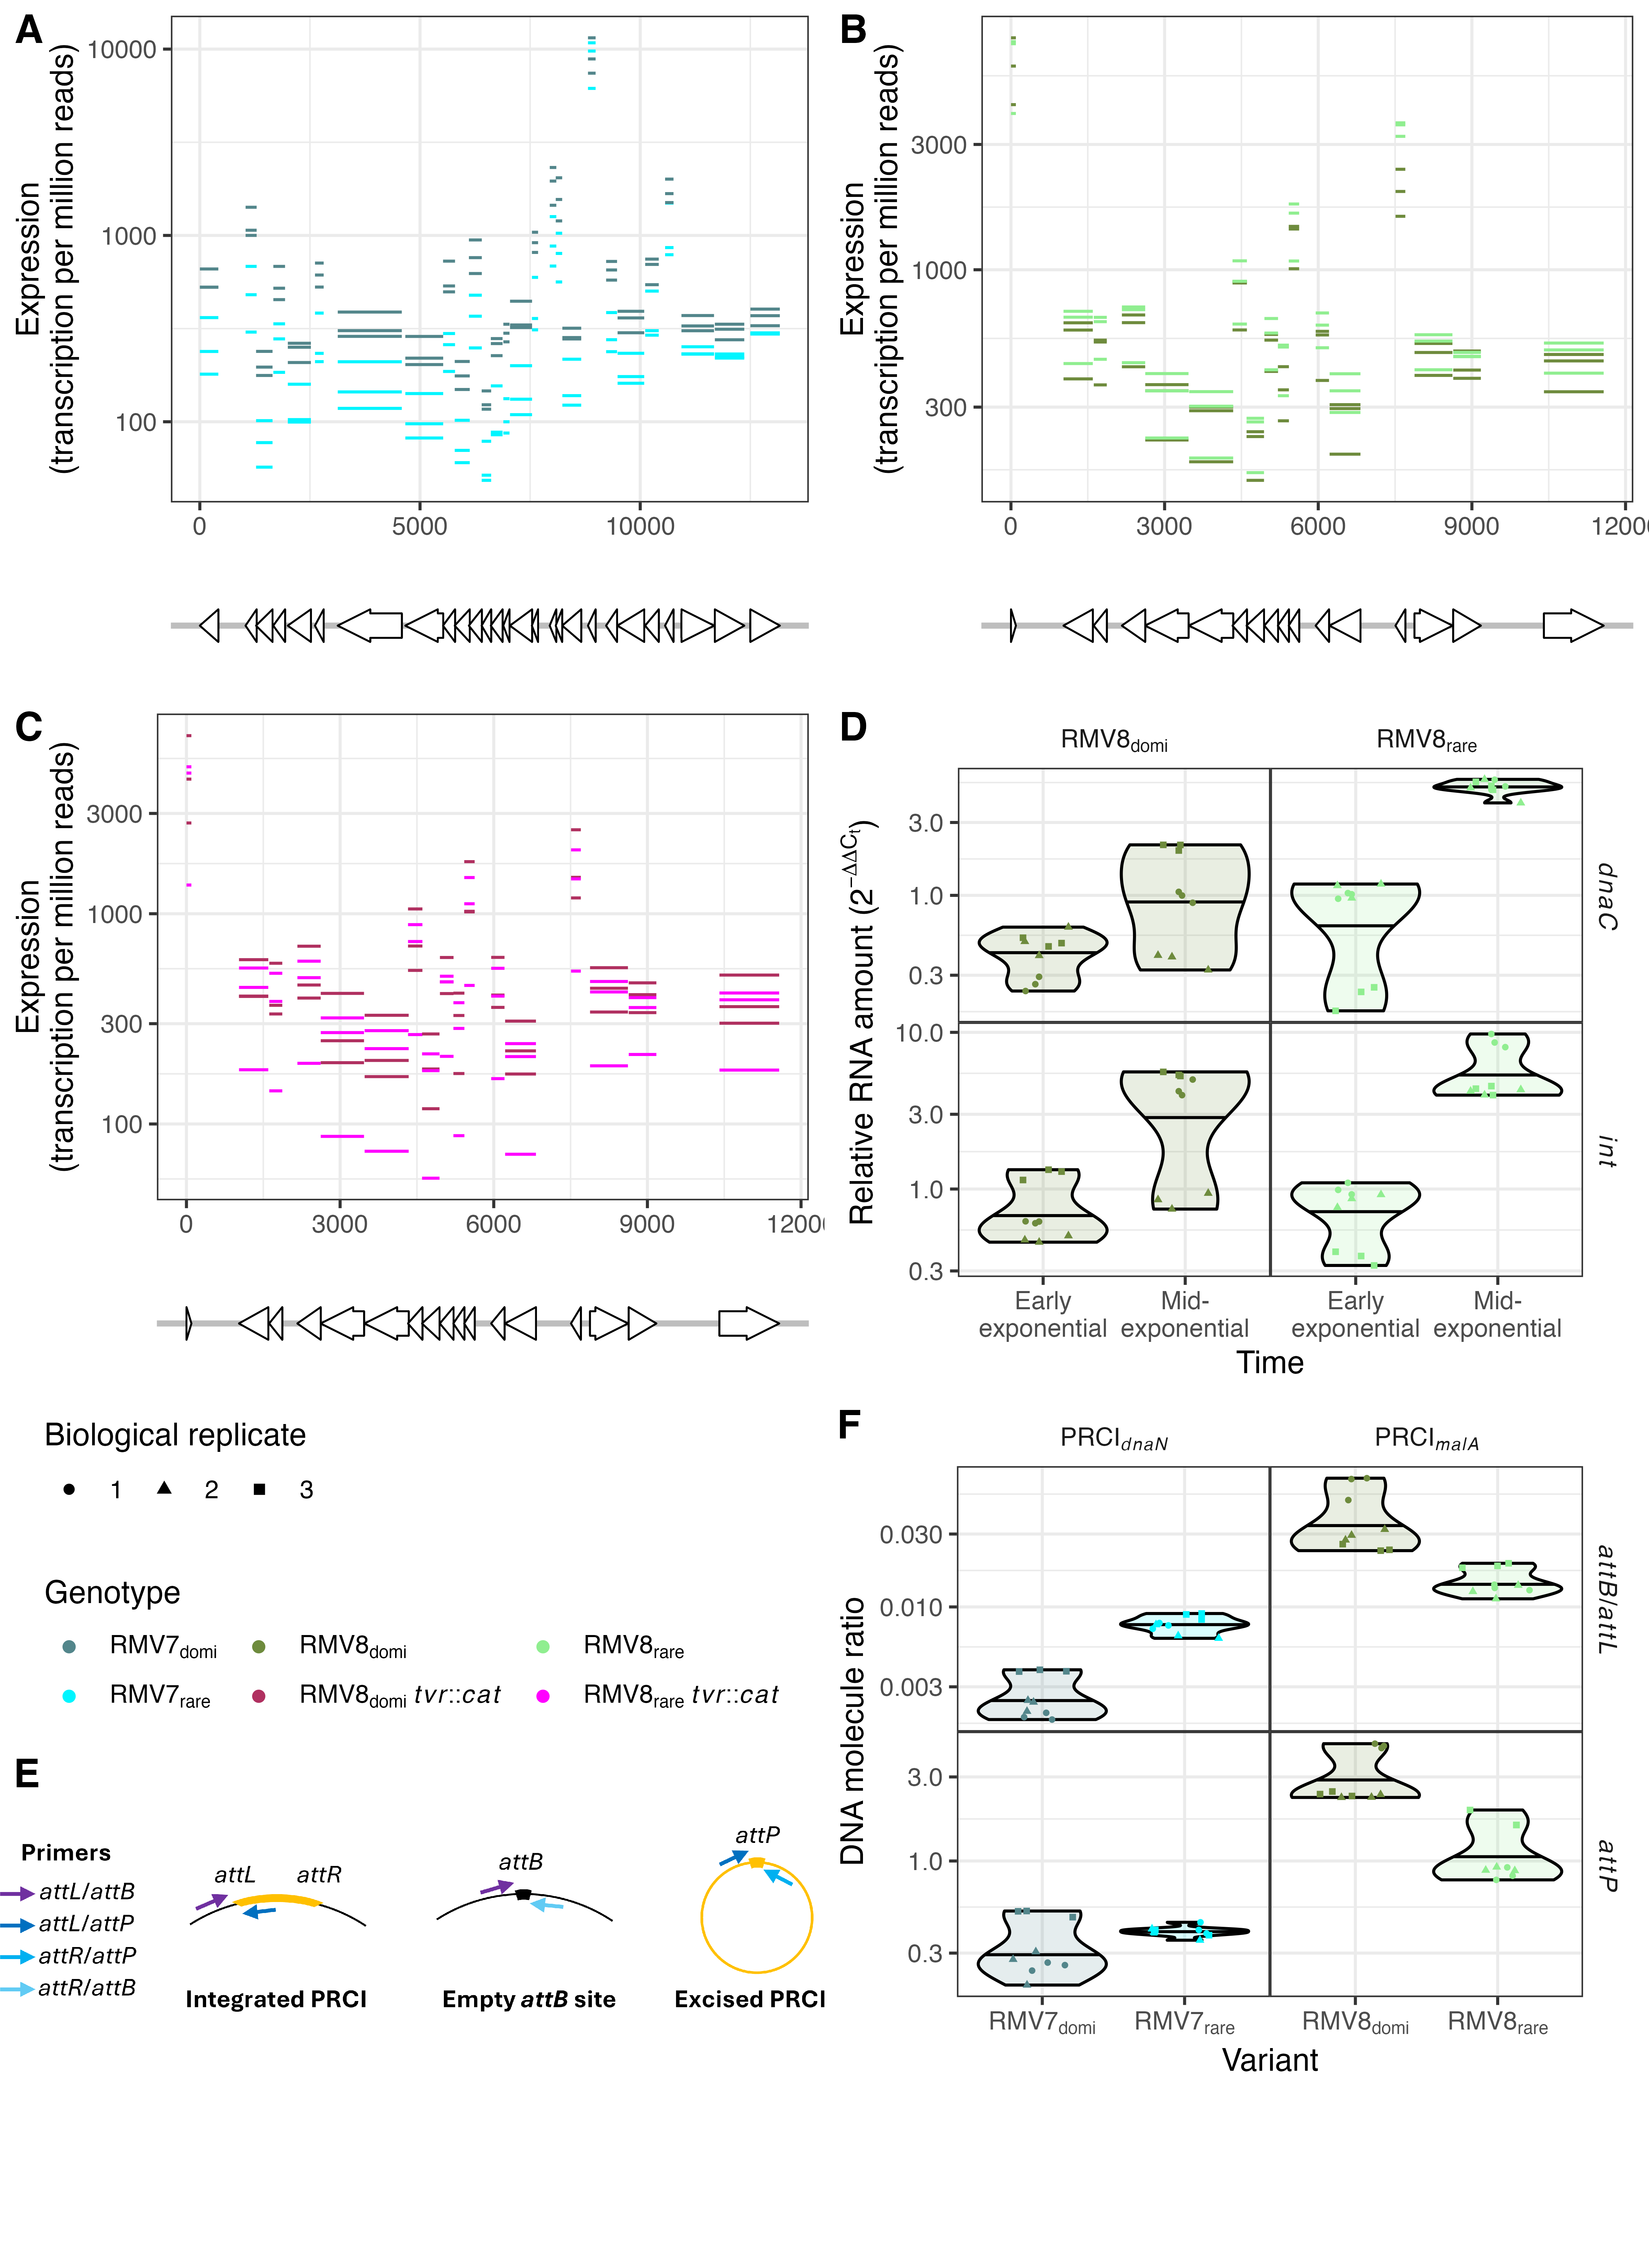 A
Expression
(transcription per million reads)
10000
1000
100
0
5000
10000
B
Expression
(transcription per million reads)
3000
1000
300
0
3000
6000
9000
1200
C
Expression
(transcription per million reads)
3000
1000
300
100
0
3000
6000
9000
12000
D
RMV8domi
RMV8rare
Relative RNA amount (2^−ΔΔCt)
3.0
1.0
0.3
dnaC
10.0
3.0
1.0
0.3
int
Early
exponential
Mid-
exponential
Early
exponential
Mid-
exponential
Time
Biological replicate
1 2 3
Genotype
RMV7domi RMV8domi RMV8rare
RMV7rare RMV8domi tvr::cat RMV8rare tvr::cat
E
Primers
attL/attB
attL/attP
attR/attP
attR/attB
attL attR
Integrated PRCI
attB
Empty attB site
attP
Excised PRCI
F
PRCIdnaN
PRCImalA
DNA molecule ratio
0.030
0.010
0.003
attB/attL
3.0
1.0
0.3
attP
RMV7domi
RMV7rare
RMV8domi
RMV8rare
Variant